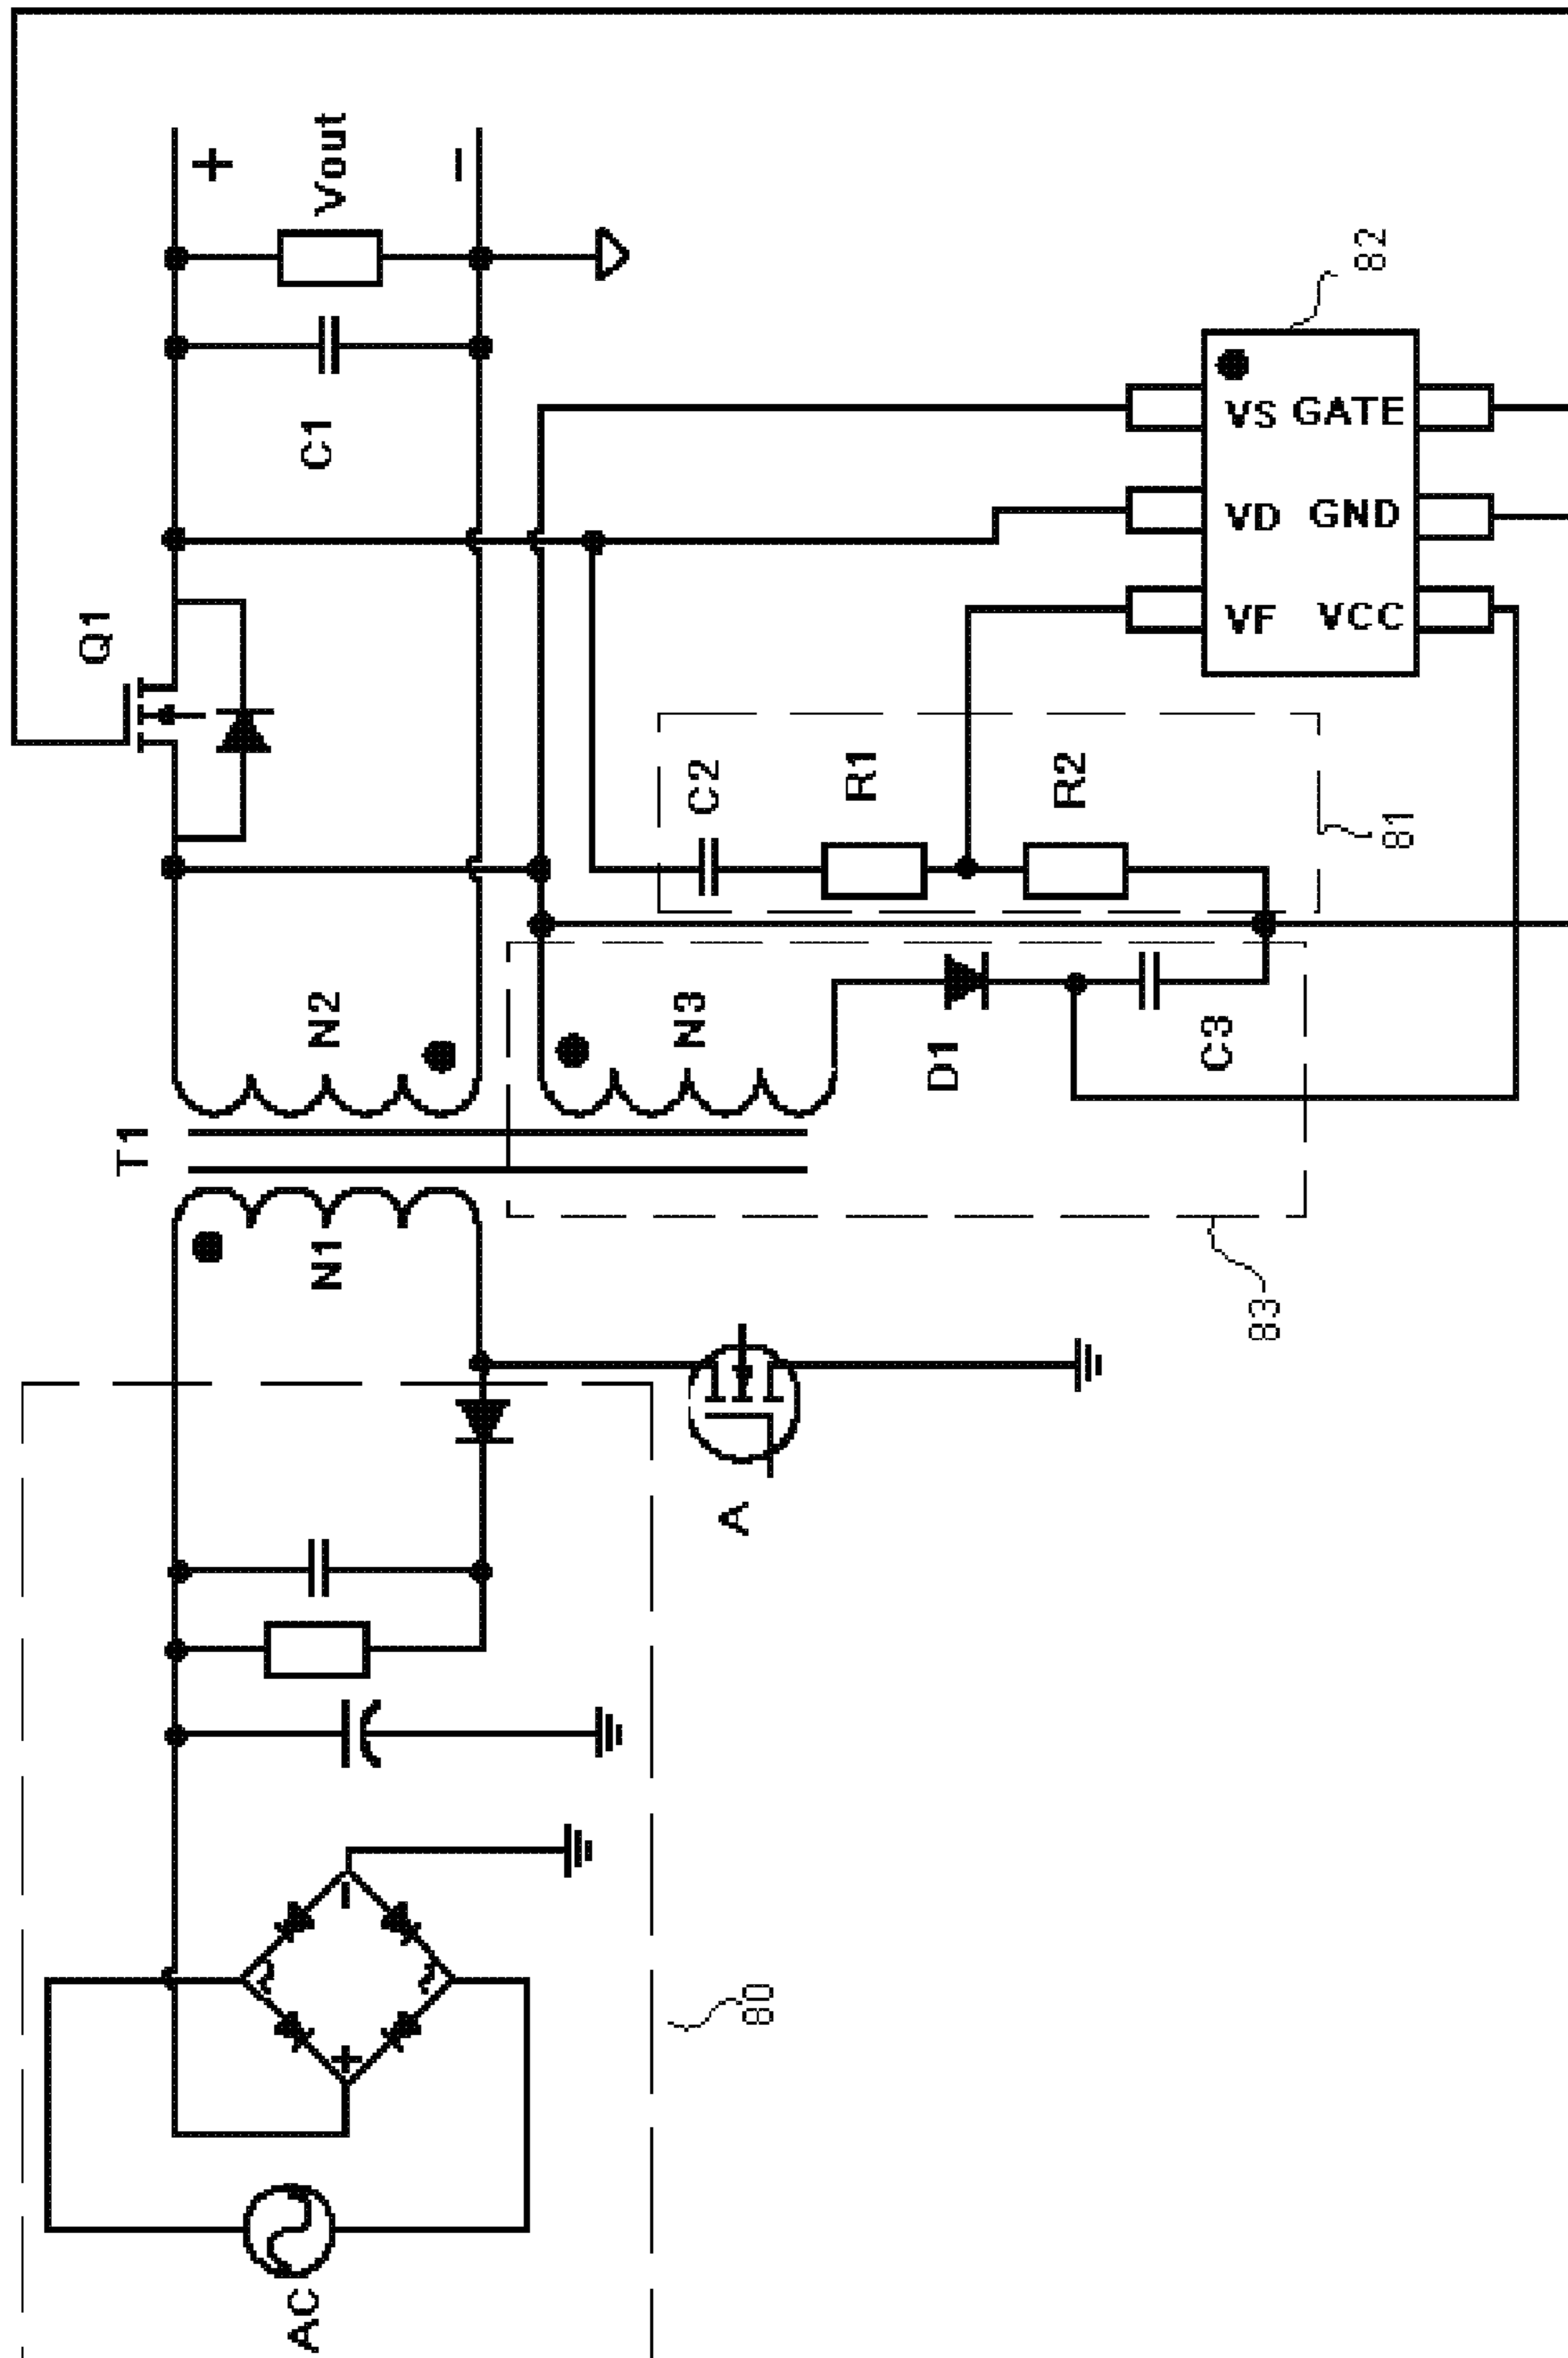 AC
80
A
T1
N1
N2
N3
83
D1
C3
Q1
C2
R1
R2
81
C1
+
Vout
−
VF
VD
VS
VCC
GND
GATE
82
+
−
~
~